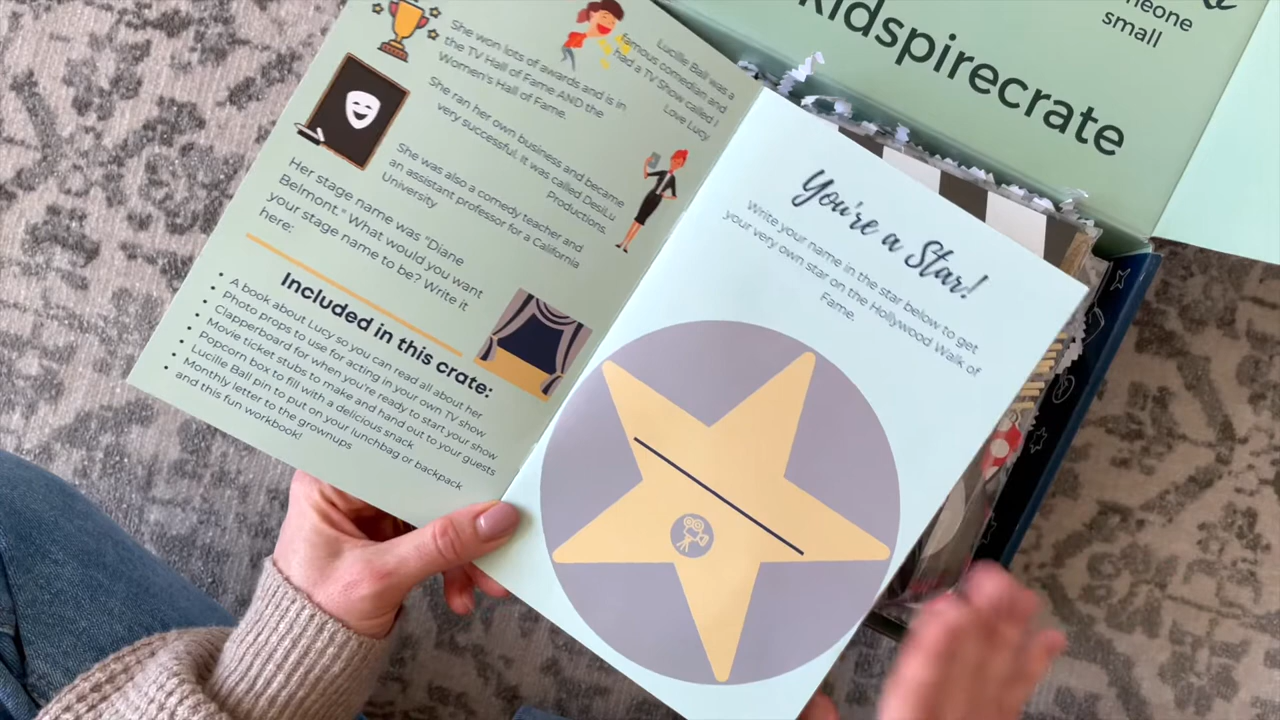 Lucille Ball was a
famous comedian and
had a TV Show called I
Love Lucy
She won lots of awards and is in
the TV Hall of Fame AND the
Women's Hall of Fame.
She ran her own business and became
very successful. It was called DesiLu
Productions.
She was also a comedy teacher and
an assistant professor for a California
University
Her stage name was "Diane
Belmont." What would you want
your stage name to be? Write it
here:
Included in this crate:
• A book about Lucy so you can read all about her
• Photo props to use for acting in your own TV show
• Clapperboard for when you're ready to start your show
• Movie ticket stubs to make and hand out to your guests
• Popcorn box to fill with a delicious snack
• Lucille Ball pin to put on your lunchbag or backpack
• Monthly letter to the grownups
and this fun workbook!
You're a Star!
Write your name in the star below to get
your very own star on the Hollywood Walk of
Fame.
kidspirecrate
small